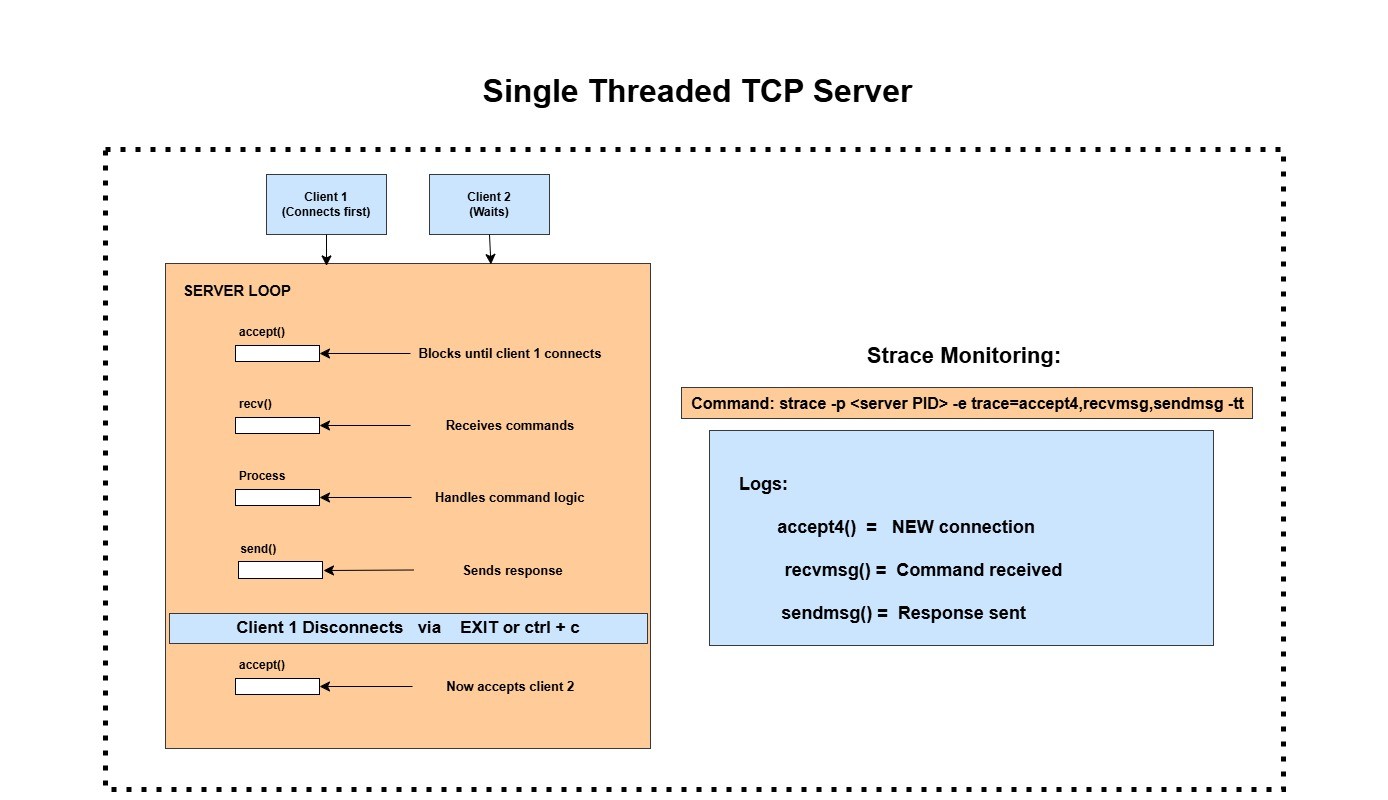 Single Threaded TCP Server
Client 1
(Connects first)
Client 2
(Waits)
SERVER LOOP
accept()
Blocks until client 1 connects
recv()
Receives commands
Process
Handles command logic
send()
Sends response
Client 1 Disconnects via EXIT or ctrl + c
accept()
Now accepts client 2
Strace Monitoring:
Command: strace -p <server PID> -e trace=accept4,recvmsg,sendmsg -tt
Logs:
accept4() = NEW connection
recvmsg() = Command received
sendmsg() = Response sent